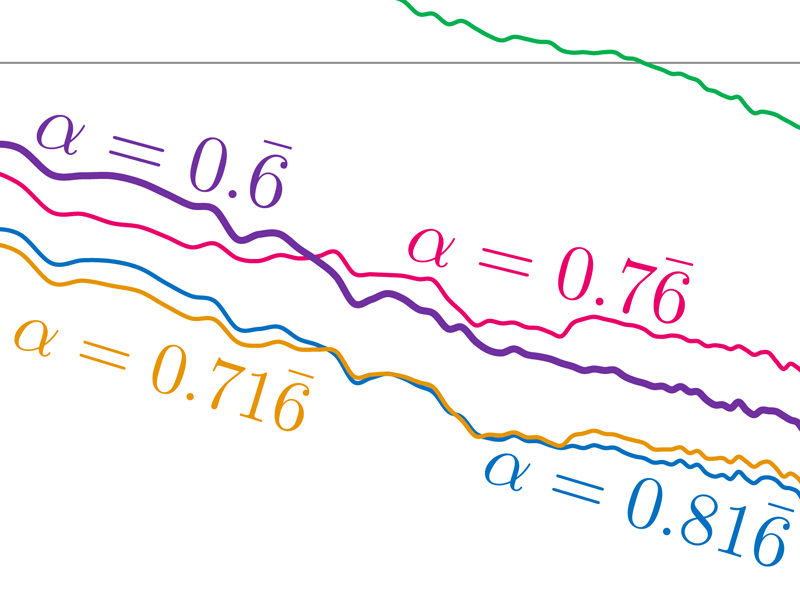 α = 0.6̅
α = 0.76̅
α = 0.716̅
α = 0.816̅